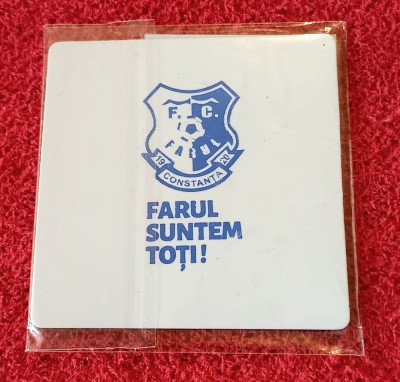 F. C.
FARUL
19 20
CONSTANTA
FARUL
SUNTEM
TOȚI!